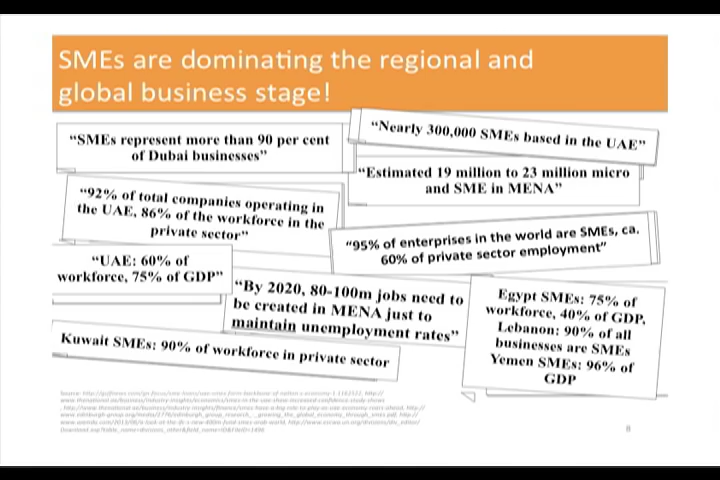 SMEs are dominating the regional and
global business stage!
“SMEs represent more than 90 per cent
of Dubai businesses”
“Nearly 300,000 SMEs based in the UAE”
“Estimated 19 million to 23 million micro
and SME in MENA”
“92% of total companies operating in
the UAE, 86% of the workforce in the
private sector”
“95% of enterprises in the world are SMEs, ca.
60% of private sector employment”
“UAE: 60% of
workforce, 75% of GDP”
“By 2020, 80-100m jobs need to
be created in MENA just to
maintain unemployment rates”
Egypt SMEs: 75% of
workforce, 40% of GDP,
Lebanon: 90% of all
businesses are SMEs
Yemen SMEs: 96% of
GDP
Kuwait SMEs: 90% of workforce in private sector
8